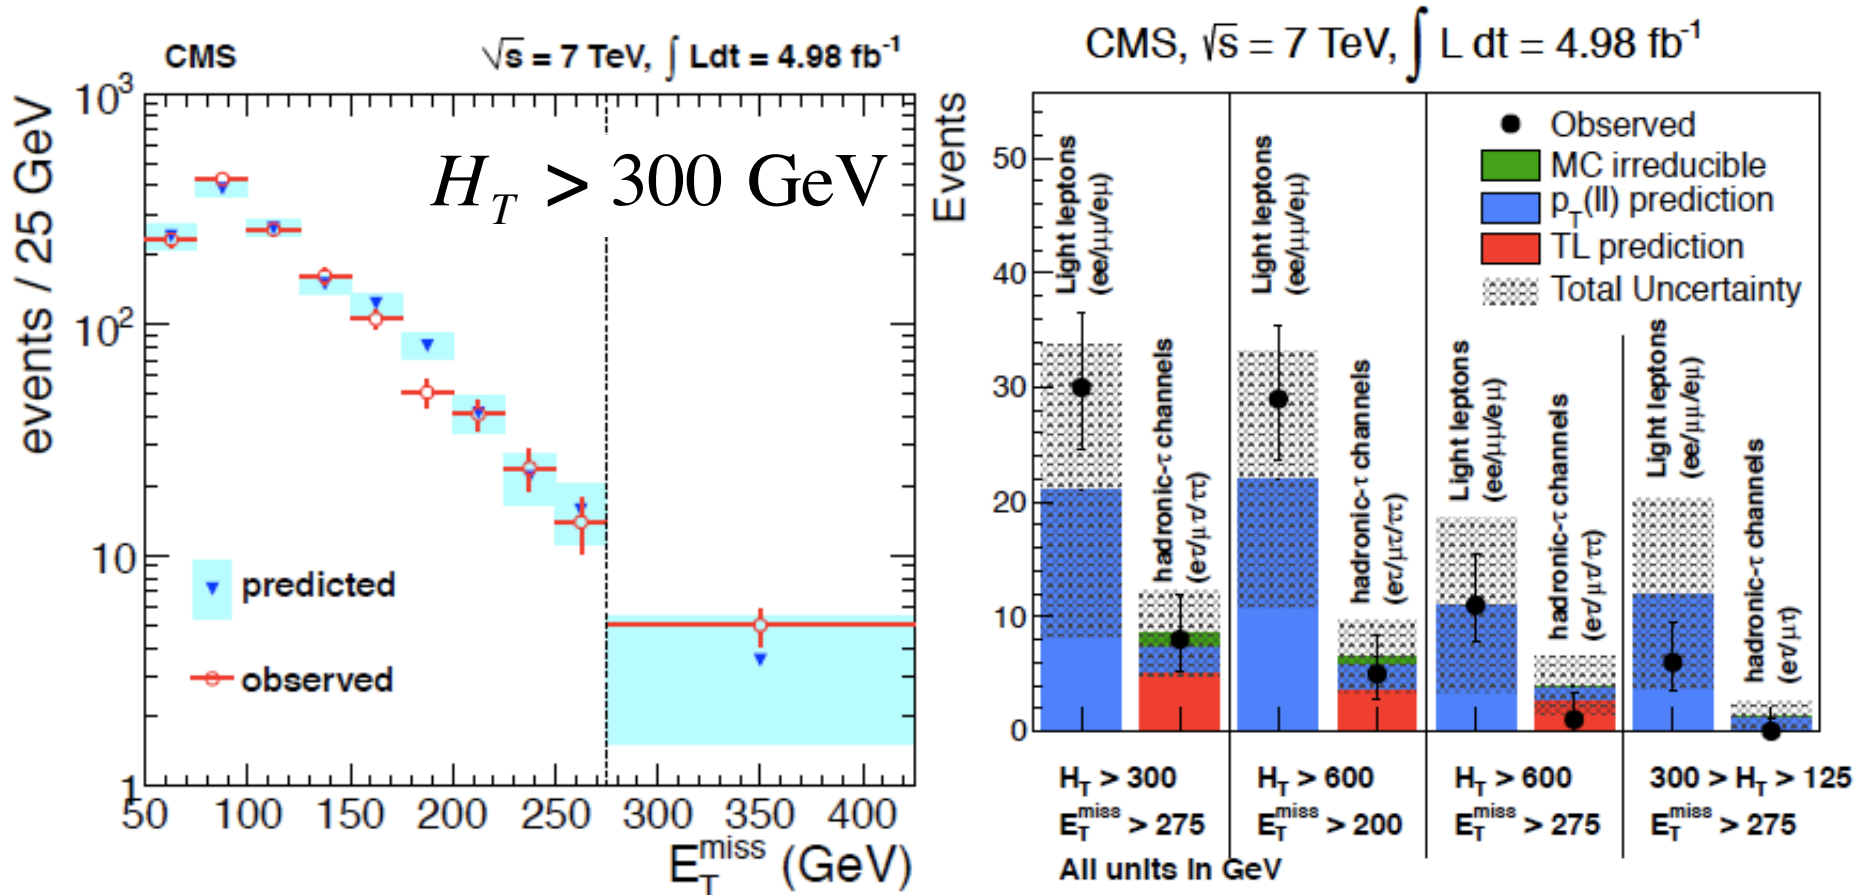 CMS
√s = 7 TeV, ∫ Ldt = 4.98 fb⁻¹
H_T > 300 GeV
events / 25 GeV
10³
10²
10
1
predicted
observed
50 100 150 200 250 300 350 400
E_T^miss (GeV)
CMS, √s = 7 TeV, ∫ L dt = 4.98 fb⁻¹
Events
50
40
30
20
10
0
Observed
MC irreducible
p_T(ll) prediction
TL prediction
Total Uncertainty
Light leptons
(ee/μμ/eμ)
hadronic-τ channels
(eτ/μτ/ττ)
Light leptons
(ee/μμ/eμ)
hadronic-τ channels
(eτ/μτ/ττ)
Light leptons
(ee/μμ/eμ)
hadronic-τ channels
(eτ/μτ/ττ)
Light leptons
(ee/μμ/eμ)
hadronic-τ channels
(eτ/μτ)
H_T > 300
E_T^miss > 275
H_T > 600
E_T^miss > 200
H_T > 600
E_T^miss > 275
300 > H_T > 125
E_T^miss > 275
All units in GeV